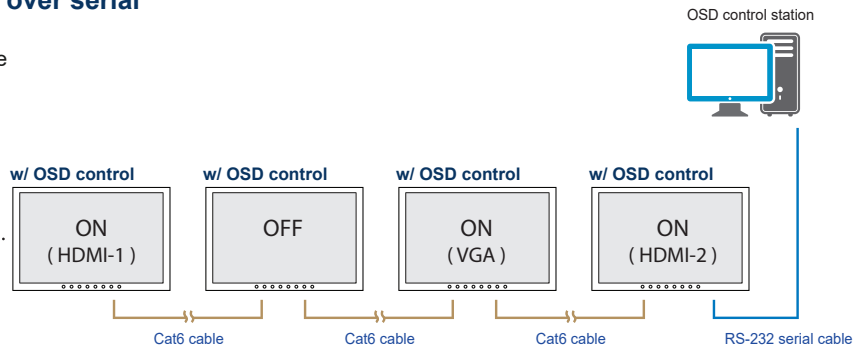 over serial
OSD control station
e
w/ OSD control
w/ OSD control
w/ OSD control
w/ OSD control
.
ON
( HDMI-1 )
OFF
ON
( VGA )
ON
( HDMI-2 )
Cat6 cable
Cat6 cable
Cat6 cable
RS-232 serial cable